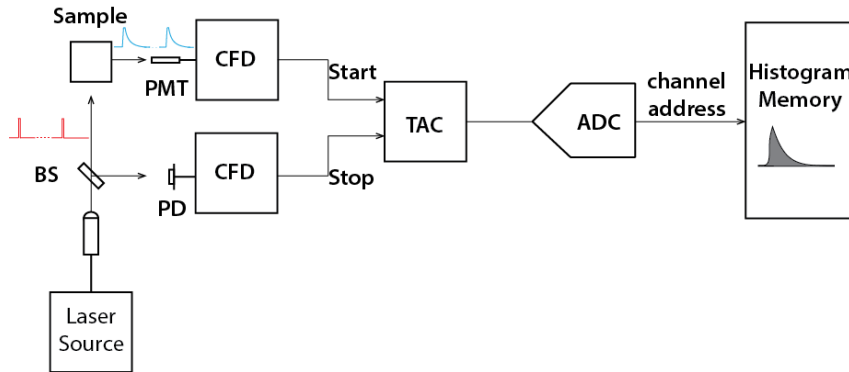 Sample
PMT
CFD
Start
TAC
ADC
channel
address
Histogram
Memory
BS
PD
CFD
Stop
Laser
Source